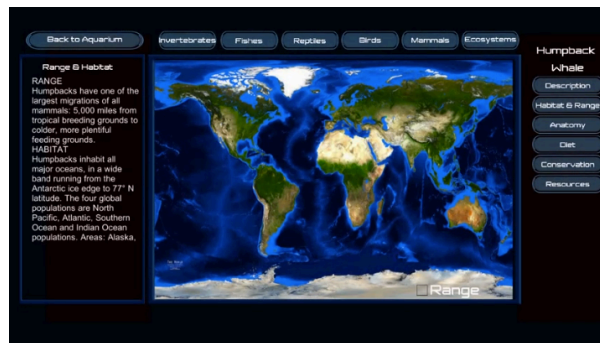 Back to Aquarium
Invertebrates
Fishes
Reptiles
Birds
Mammals
Ecosystems
Humpback
Whale
Description
Habitat & Range
Anatomy
Diet
Conservation
Resources
Range & Habitat
RANGE
Humpbacks have one of the
largest migrations of all
mammals: 5,000 miles from
tropical breeding grounds to
colder, more plentiful
feeding grounds.
HABITAT
Humpbacks inhabit all
major oceans, in a wide
band running from the
Antarctic ice edge to 77° N
latitude. The four global
populations are North
Pacific, Atlantic, Southern
Ocean and Indian Ocean
populations. Areas: Alaska,
Range